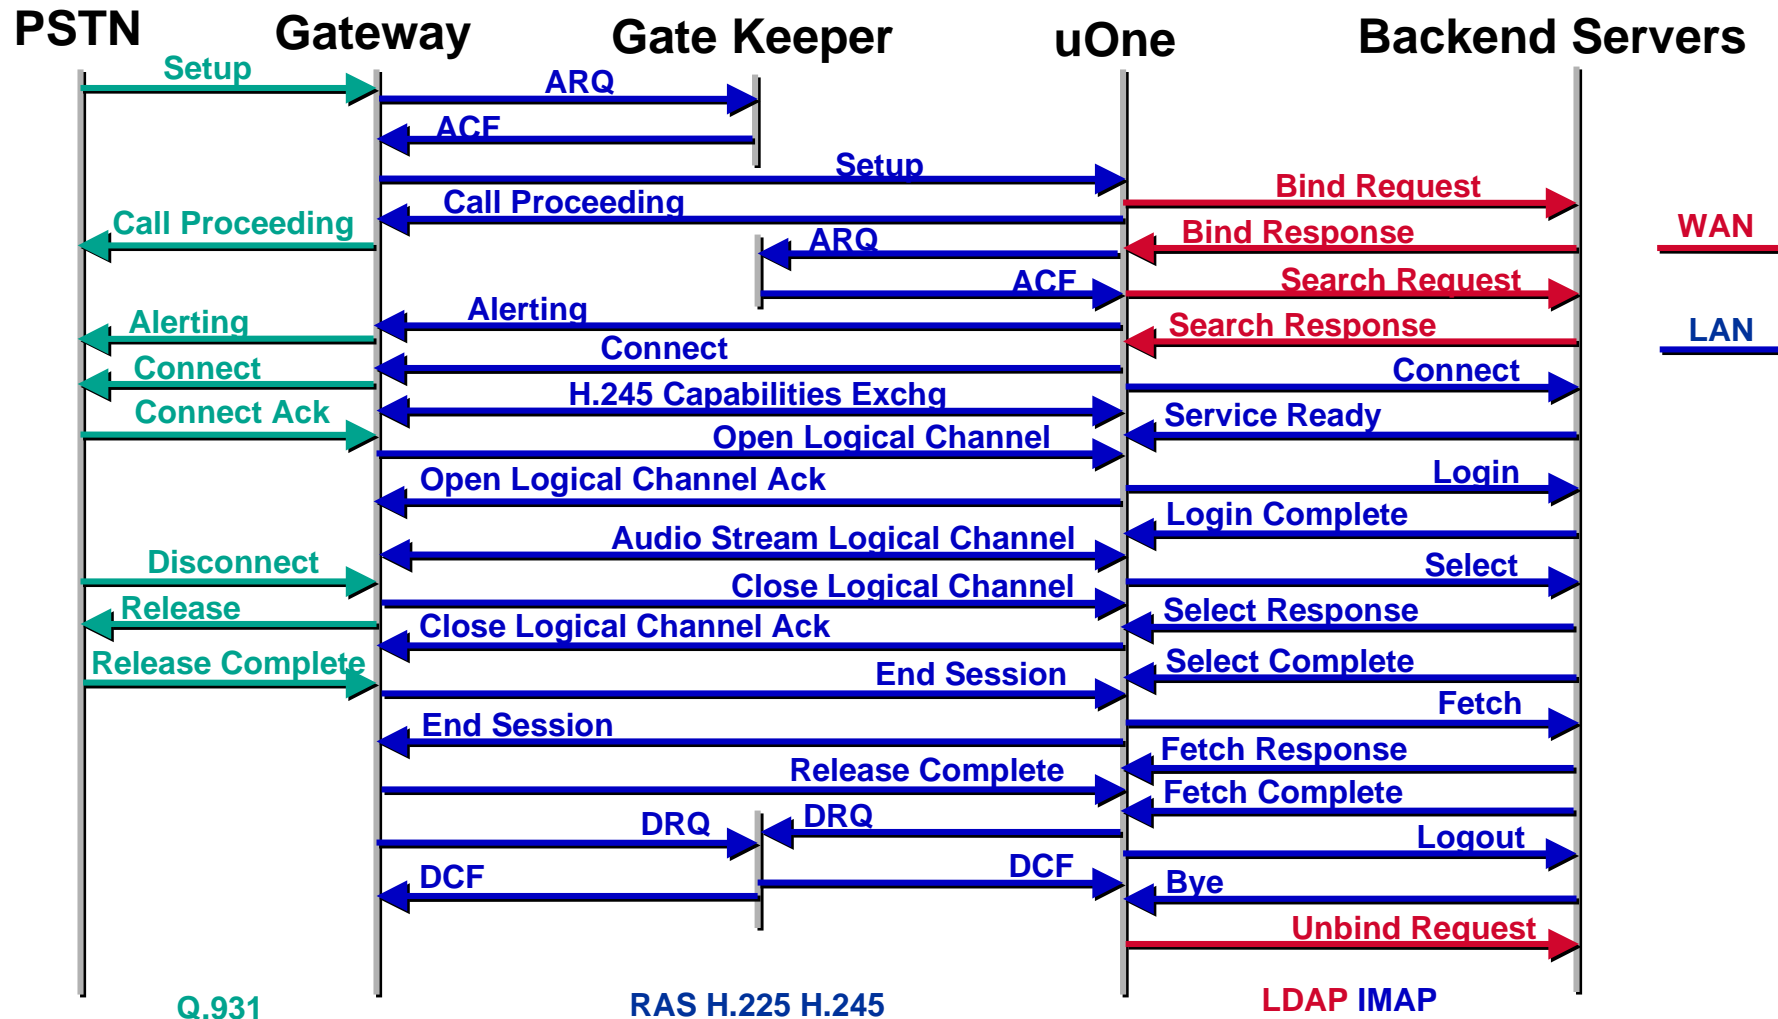 PSTN
Gateway
Gate Keeper
uOne
Backend Servers
Setup
ARQ
ACF
Setup
Bind Request
Call Proceeding
Call Proceeding
Bind Response
WAN
ARQ
ACF
Search Request
Alerting
Alerting
Search Response
LAN
Connect
Connect
Connect
H.245 Capabilities Exchg
Connect Ack
Service Ready
Open Logical Channel
Open Logical Channel Ack
Login
Login Complete
Audio Stream Logical Channel
Disconnect
Select
Close Logical Channel
Release
Select Response
Close Logical Channel Ack
Release Complete
Select Complete
End Session
Fetch
End Session
Fetch Response
Release Complete
Fetch Complete
DRQ
DRQ
Logout
DCF
DCF
Bye
Unbind Request
Q.931
RAS H.225 H.245
LDAP IMAP